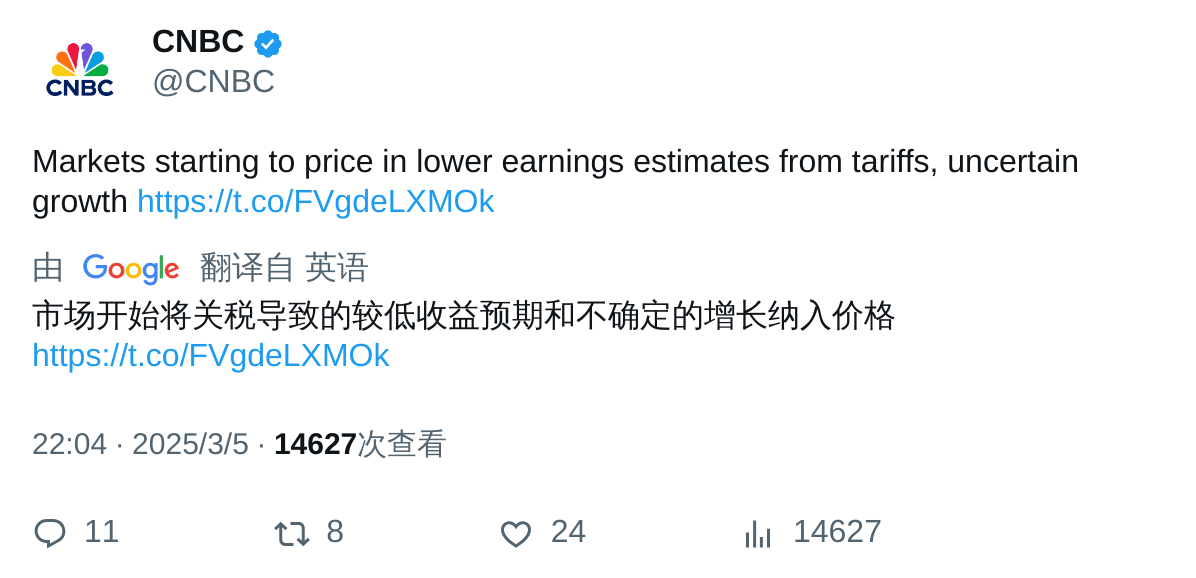 CNBC
@CNBC
CNBC
Markets starting to price in lower earnings estimates from tariffs, uncertain
growth https://t.co/FVgdeLXMOk
由 Google 翻译自 英语
市场开始将关税导致的较低收益预期和不确定的增长纳入价格
https://t.co/FVgdeLXMOk
22:04 · 2025/3/5 · 14627次查看
11 8 24 14627